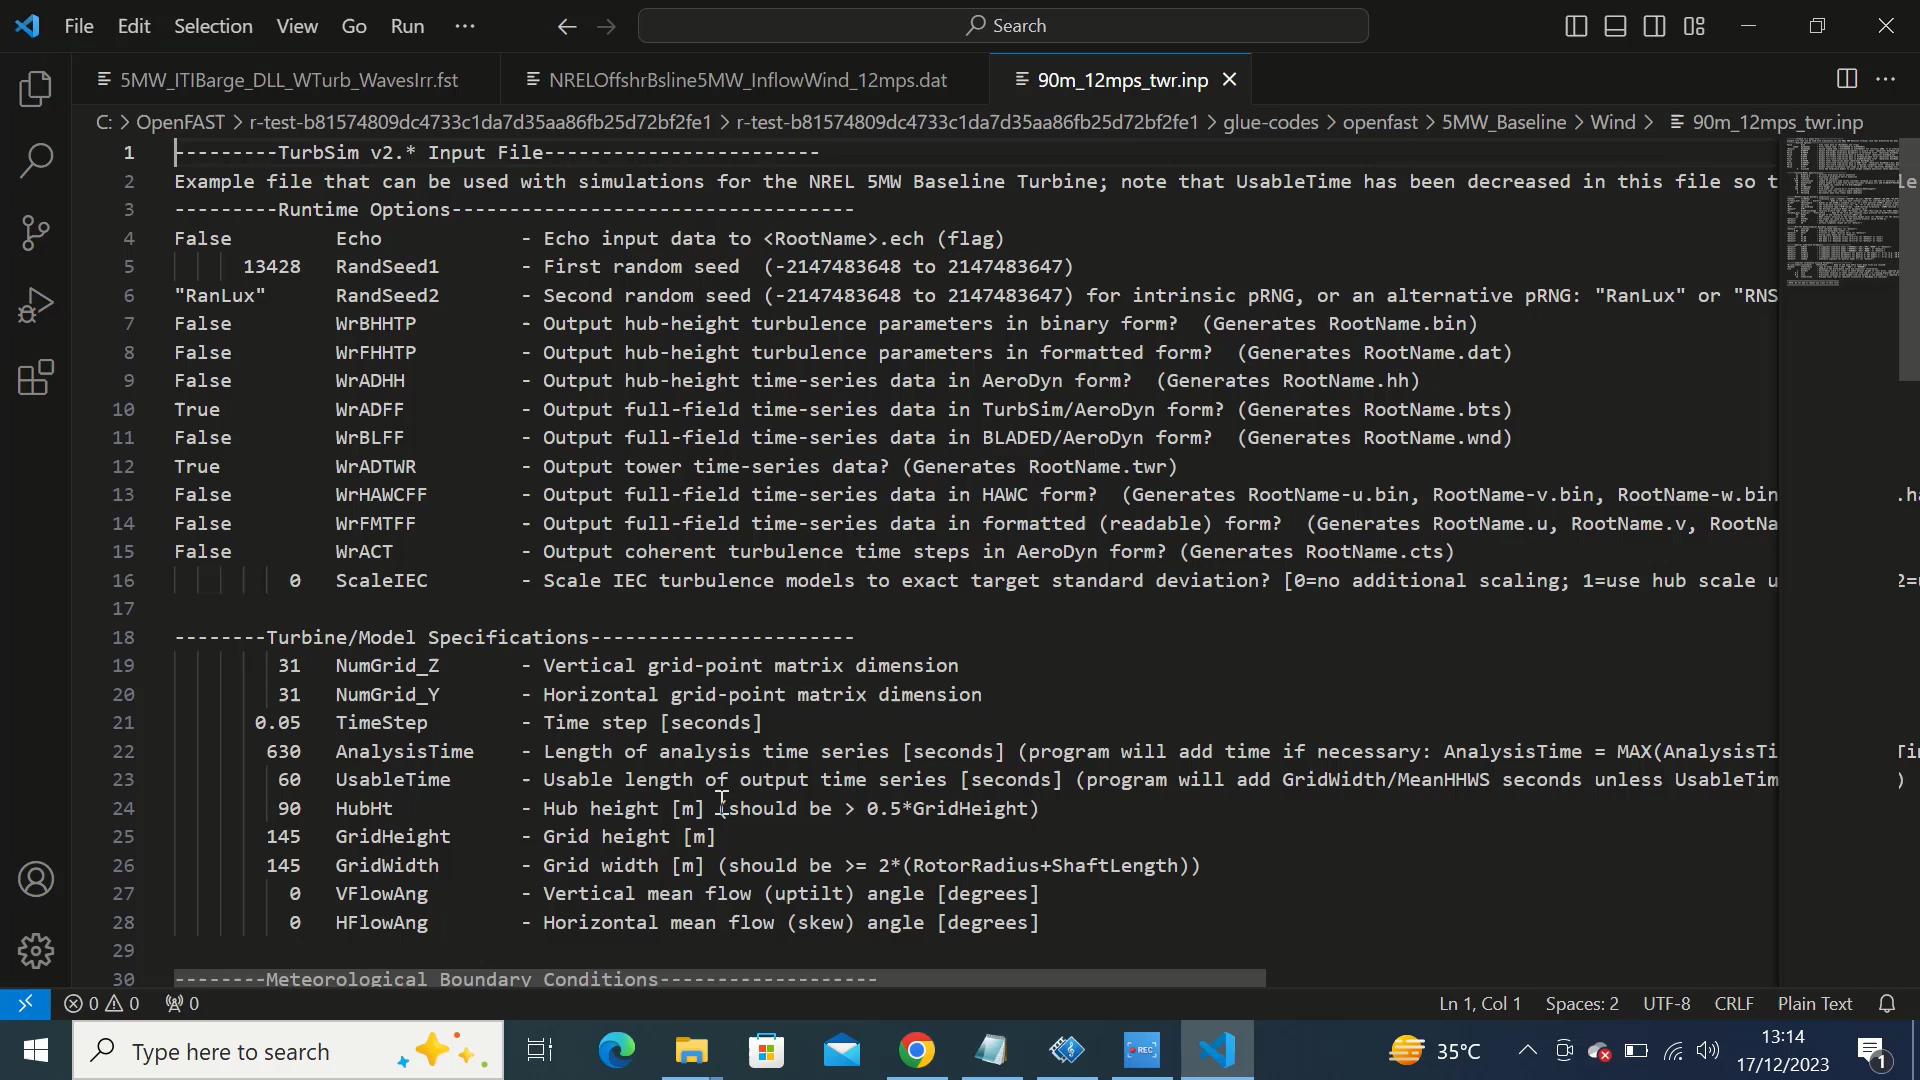 File Edit Selection View Go Run ··· Search
5MW_ITIBarge_DLL_WTurb_WavesIrr.fst NRELOffshrBsline5MW_InflowWind_12mps.dat 90m_12mps_twr.inp
C: > OpenFAST > r-test-b81574809dc4733c1da7d35aa86fb25d72bf2fe1 > r-test-b81574809dc4733c1da7d35aa86fb25d72bf2fe1 > glue-codes > openfast > 5MW_Baseline > Wind > 90m_12mps_twr.inp
1 ---------TurbSim v2.* Input File------------------------
2 Example file that can be used with simulations for the NREL 5MW Baseline Turbine; note that UsableTime has been decreased in this file so t
3 ---------Runtime Options-----------------------------------
4 False Echo - Echo input data to <RootName>.ech (flag)
5 13428 RandSeed1 - First random seed (-2147483648 to 2147483647)
6 "RanLux" RandSeed2 - Second random seed (-2147483648 to 2147483647) for intrinsic pRNG, or an alternative pRNG: "RanLux" or "RNS
7 False WrBHHTP - Output hub-height turbulence parameters in binary form? (Generates RootName.bin)
8 False WrFHHTP - Output hub-height turbulence parameters in formatted form? (Generates RootName.dat)
9 False WrADHH - Output hub-height time-series data in AeroDyn form? (Generates RootName.hh)
10 True WrADFF - Output full-field time-series data in TurbSim/AeroDyn form? (Generates RootName.bts)
11 False WrBLFF - Output full-field time-series data in BLADED/AeroDyn form? (Generates RootName.wnd)
12 True WrADTWR - Output tower time-series data? (Generates RootName.twr)
13 False WrHAWCFF - Output full-field time-series data in HAWC form? (Generates RootName-u.bin, RootName-v.bin, RootName-w.bin
14 False WrFMTFF - Output full-field time-series data in formatted (readable) form? (Generates RootName.u, RootName.v, RootNa
15 False WrACT - Output coherent turbulence time steps in AeroDyn form? (Generates RootName.cts)
16 0 ScaleIEC - Scale IEC turbulence models to exact target standard deviation? [0=no additional scaling; 1=use hub scale u
17
18 --------Turbine/Model Specifications-----------------------
19 31 NumGrid_Z - Vertical grid-point matrix dimension
20 31 NumGrid_Y - Horizontal grid-point matrix dimension
21 0.05 TimeStep - Time step [seconds]
22 630 AnalysisTime - Length of analysis time series [seconds] (program will add time if necessary: AnalysisTime = MAX(AnalysisTi
23 60 UsableTime - Usable length of output time series [seconds] (program will add GridWidth/MeanHHWS seconds unless UsableTim
24 90 HubHt - Hub height [m] (should be > 0.5*GridHeight)
25 145 GridHeight - Grid height [m]
26 145 GridWidth - Grid width [m] (should be >= 2*(RotorRadius+ShaftLength))
27 0 VFlowAng - Vertical mean flow (uptilt) angle [degrees]
28 0 HFlowAng - Horizontal mean flow (skew) angle [degrees]
29
30 --------Meteorological Boundary Conditions-------------------
0 0 0 Ln 1, Col 1 Spaces: 2 UTF-8 CRLF Plain Text
Type here to search REC 35°C 13:14
17/12/2023 1